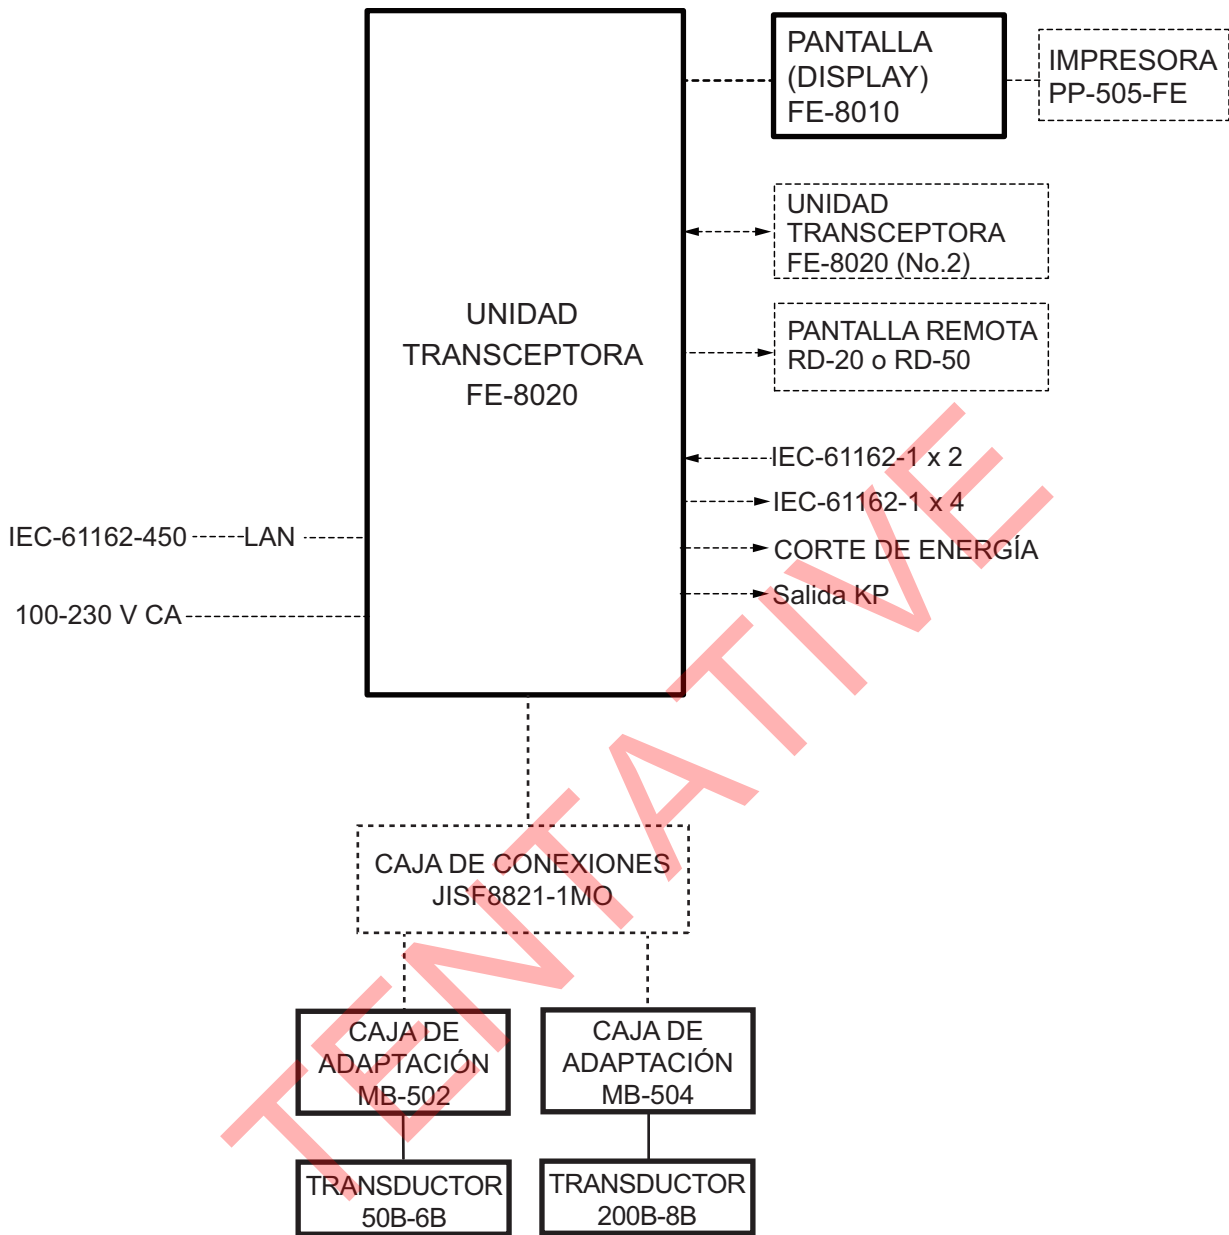 PANTALLA
(DISPLAY)
FE-8010
IMPRESORA
PP-505-FE
UNIDAD
TRANSCEPTORA
FE-8020 (No.2)
UNIDAD
TRANSCEPTORA
FE-8020
PANTALLA REMOTA
RD-20 o RD-50
IEC-61162-1 x 2
IEC-61162-1 x 4
IEC-61162-450
LAN
CORTE DE ENERGÍA
Salida KP
100-230 V CA
CAJA DE CONEXIONES
JISF8821-1MO
CAJA DE
ADAPTACIÓN
MB-502
CAJA DE
ADAPTACIÓN
MB-504
TRANSDUCTOR
50B-6B
TRANSDUCTOR
200B-8B
TENTATIVE